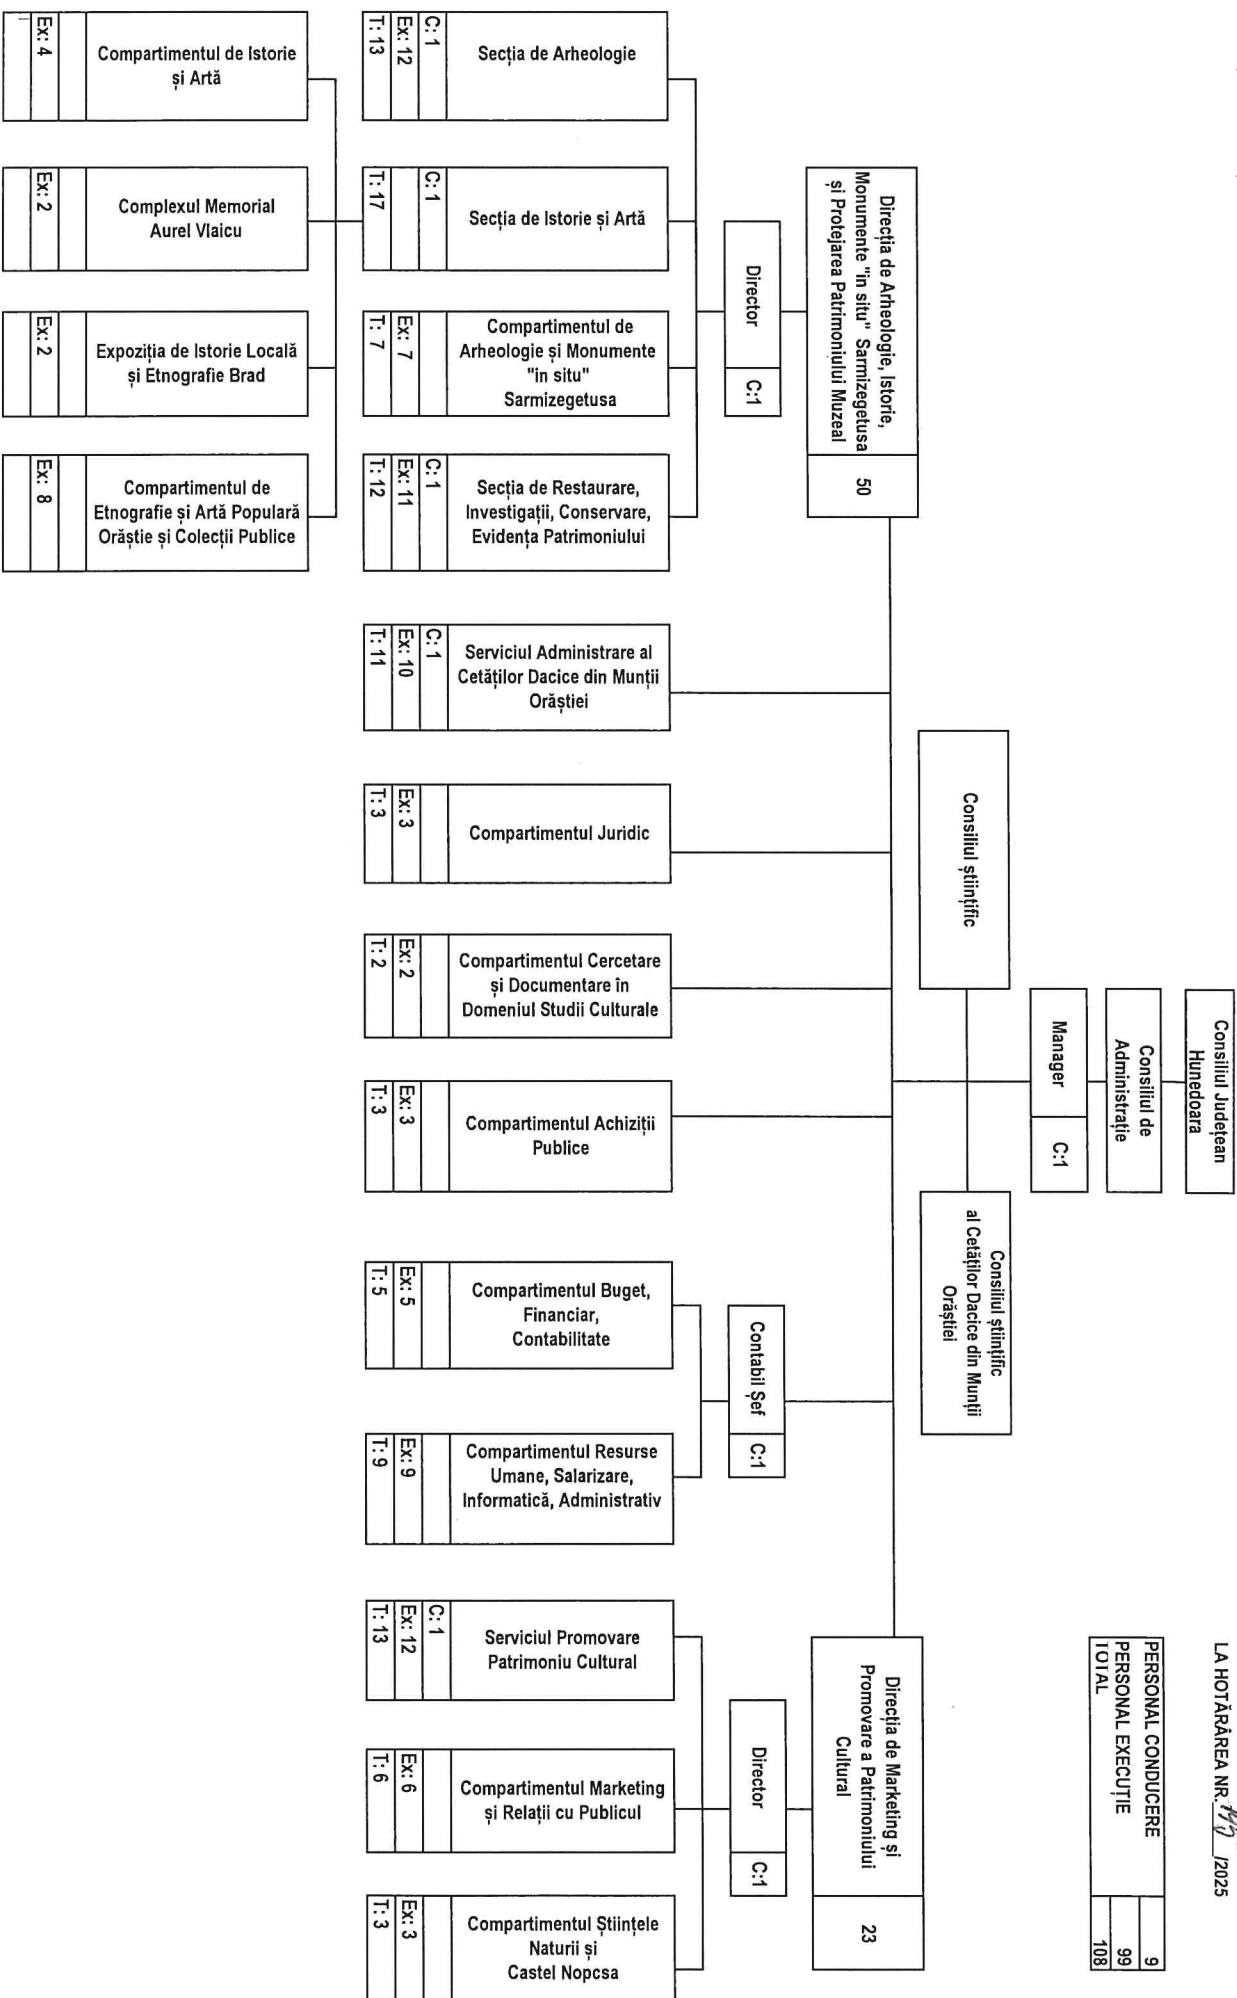 LA HOTĂRÂREA NR. /2025
PERSONAL CONDUCERE 9
PERSONAL EXECUȚIE 99
TOTAL 108
Consiliul Județean
Hunedoara
Consiliul de
Administrație
Manager C:1
Consiliul științific
Consiliul științific
al Cetăților Dacice din Munții
Orăștiei
Direcția de Arheologie, Istorie,
Monumente "in situ" Sarmizegetusa
și Protejarea Patrimoniului Muzeal
50
Director C:1
Direcția de Marketing și
Promovare a Patrimoniului
Cultural
23
Director C:1
Contabil Șef C:1
Secția de Arheologie
C: 1
Ex: 12
T: 13
Secția de Istorie și Artă
C: 1
T: 17
Compartimentul de
Arheologie și Monumente
"in situ"
Sarmizegetusa
Ex: 7
T: 7
Secția de Restaurare,
Investigații, Conservare,
Evidența Patrimoniului
C: 1
Ex: 11
T: 12
Serviciul Administrare al
Cetăților Dacice din Munții
Orăștiei
C: 1
Ex: 10
T: 11
Compartimentul Juridic
Ex: 3
T: 3
Compartimentul Cercetare
și Documentare în
Domeniul Studii Culturale
Ex: 2
T: 2
Compartimentul Achiziții
Publice
Ex: 3
T: 3
Compartimentul Buget,
Financiar,
Contabilitate
Ex: 5
T: 5
Compartimentul Resurse
Umane, Salarizare,
Informatică, Administrativ
Ex: 9
T: 9
Serviciul Promovare
Patrimoniu Cultural
C: 1
Ex: 12
T: 13
Compartimentul Marketing
și Relații cu Publicul
Ex: 6
T: 6
Compartimentul Științele
Naturii și
Castel Nopcsa
Ex: 3
T: 3
Compartimentul de Istorie
și Artă
Ex: 4
Complexul Memorial
Aurel Vlaicu
Ex: 2
Expoziția de Istorie Locală
și Etnografie Brad
Ex: 2
Compartimentul de
Etnografie și Artă Populară
Orăștie și Colecții Publice
Ex: 8